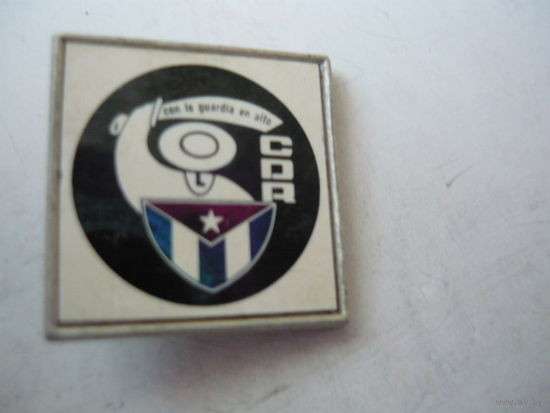 con la guardia en alto
CDR